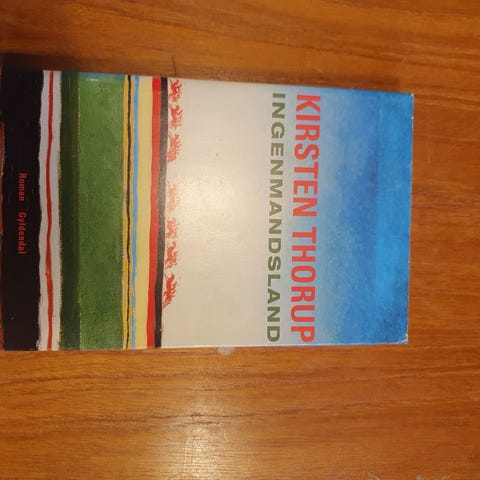 KIRSTEN THORUP
INGENMANDSLAND
Roman Gyldendal